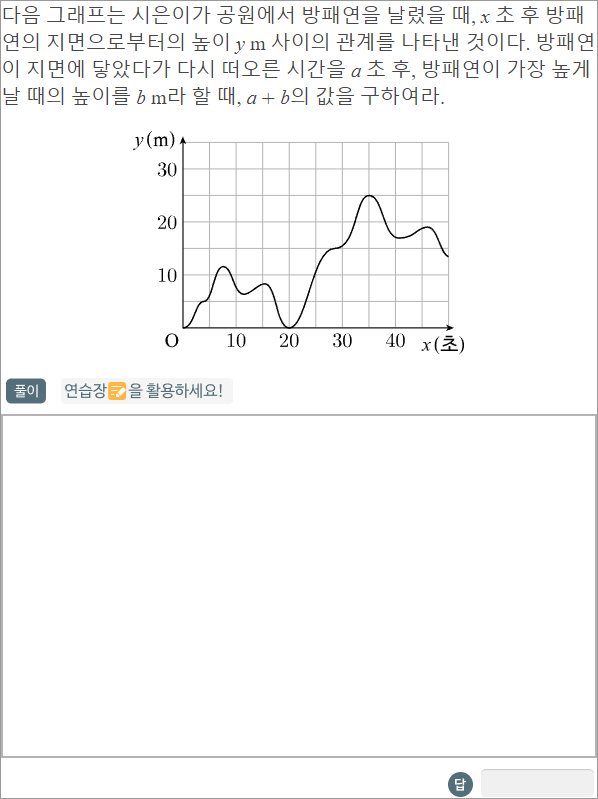 다음 그래프는 시은이가 공원에서 방패연을 날렸을 때, x 초 후 방패
연의 지면으로부터의 높이 y m 사이의 관계를 나타낸 것이다. 방패연
이 지면에 닿았다가 다시 떠오른 시간을 a 초 후, 방패연이 가장 높게
날 때의 높이를 b m라 할 때, a + b의 값을 구하여라.
y(m)
30
20
10
O 10 20 30 40 x(초)
풀이 연습장을 활용하세요!
답